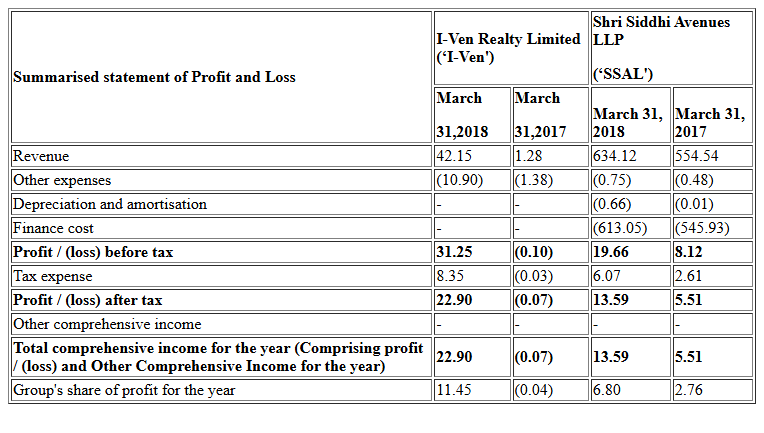 Summarised statement of Profit and Loss
I-Ven Realty Limited
(‘I-Ven')
Shri Siddhi Avenues
LLP
(‘SSAL')
March
31,2018
March
31,2017
March 31,
2018
March 31,
2017
Revenue 42.15 1.28 634.12 554.54
Other expenses (10.90) (1.38) (0.75) (0.48)
Depreciation and amortisation - - (0.66) (0.01)
Finance cost - - (613.05) (545.93)
Profit / (loss) before tax 31.25 (0.10) 19.66 8.12
Tax expense 8.35 (0.03) 6.07 2.61
Profit / (loss) after tax 22.90 (0.07) 13.59 5.51
Other comprehensive income - - - -
Total comprehensive income for the year (Comprising profit
/ (loss) and Other Comprehensive Income for the year) 22.90 (0.07) 13.59 5.51
Group's share of profit for the year 11.45 (0.04) 6.80 2.76